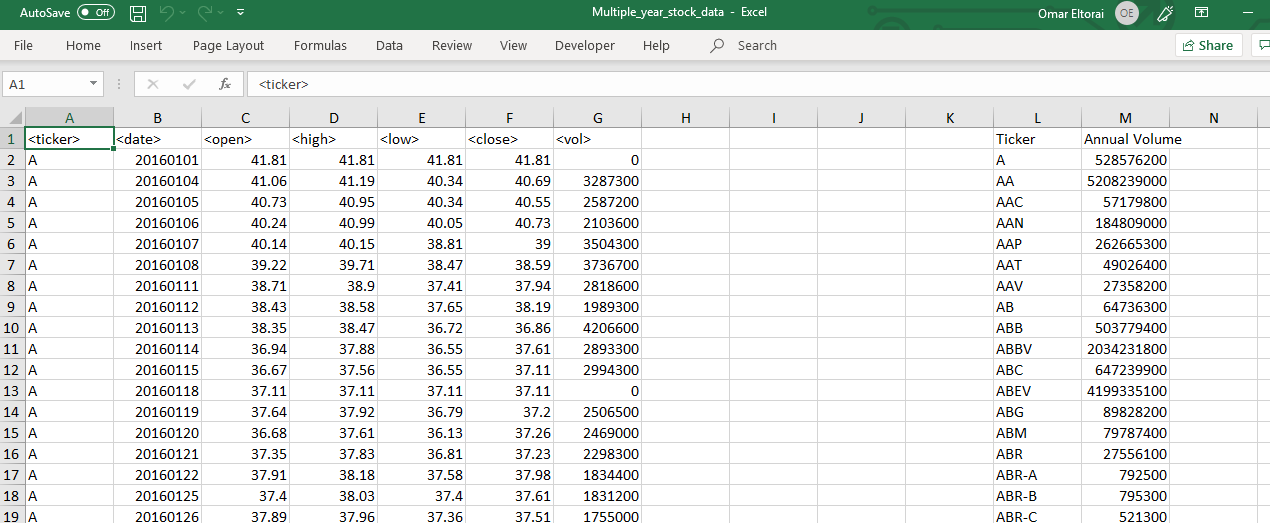 AutoSave Off Multiple_year_stock_data - Excel Omar Eltorai OE
File Home Insert Page Layout Formulas Data Review View Developer Help Search Share
A1 fx <ticker>
A B C D E F G H I J K L M N
1 <ticker> <date> <open> <high> <low> <close> <vol> Ticker Annual Volume
2 A 20160101 41.81 41.81 41.81 41.81 0 A 528576200
3 A 20160104 41.06 41.19 40.34 40.69 3287300 AA 5208239000
4 A 20160105 40.73 40.95 40.34 40.55 2587200 AAC 57179800
5 A 20160106 40.24 40.99 40.05 40.73 2103600 AAN 184809000
6 A 20160107 40.14 40.15 38.81 39 3504300 AAP 262665300
7 A 20160108 39.22 39.71 38.47 38.59 3736700 AAT 49026400
8 A 20160111 38.71 38.9 37.41 37.94 2818600 AAV 27358200
9 A 20160112 38.43 38.58 37.65 38.19 1989300 AB 64736300
10 A 20160113 38.35 38.47 36.72 36.86 4206600 ABB 503779400
11 A 20160114 36.94 37.88 36.55 37.61 2893300 ABBV 2034231800
12 A 20160115 36.67 37.56 36.55 37.11 2994300 ABC 647239900
13 A 20160118 37.11 37.11 37.11 37.11 0 ABEV 4199335100
14 A 20160119 37.64 37.92 36.79 37.2 2506500 ABG 89828200
15 A 20160120 36.68 37.61 36.13 37.26 2469000 ABM 79787400
16 A 20160121 37.35 37.83 36.81 37.23 2298300 ABR 27556100
17 A 20160122 37.91 38.18 37.58 37.98 1834400 ABR-A 792500
18 A 20160125 37.4 38.03 37.4 37.61 1831200 ABR-B 795300
19 A 20160126 37.89 37.96 37.36 37.51 1755000 ABR-C 521300